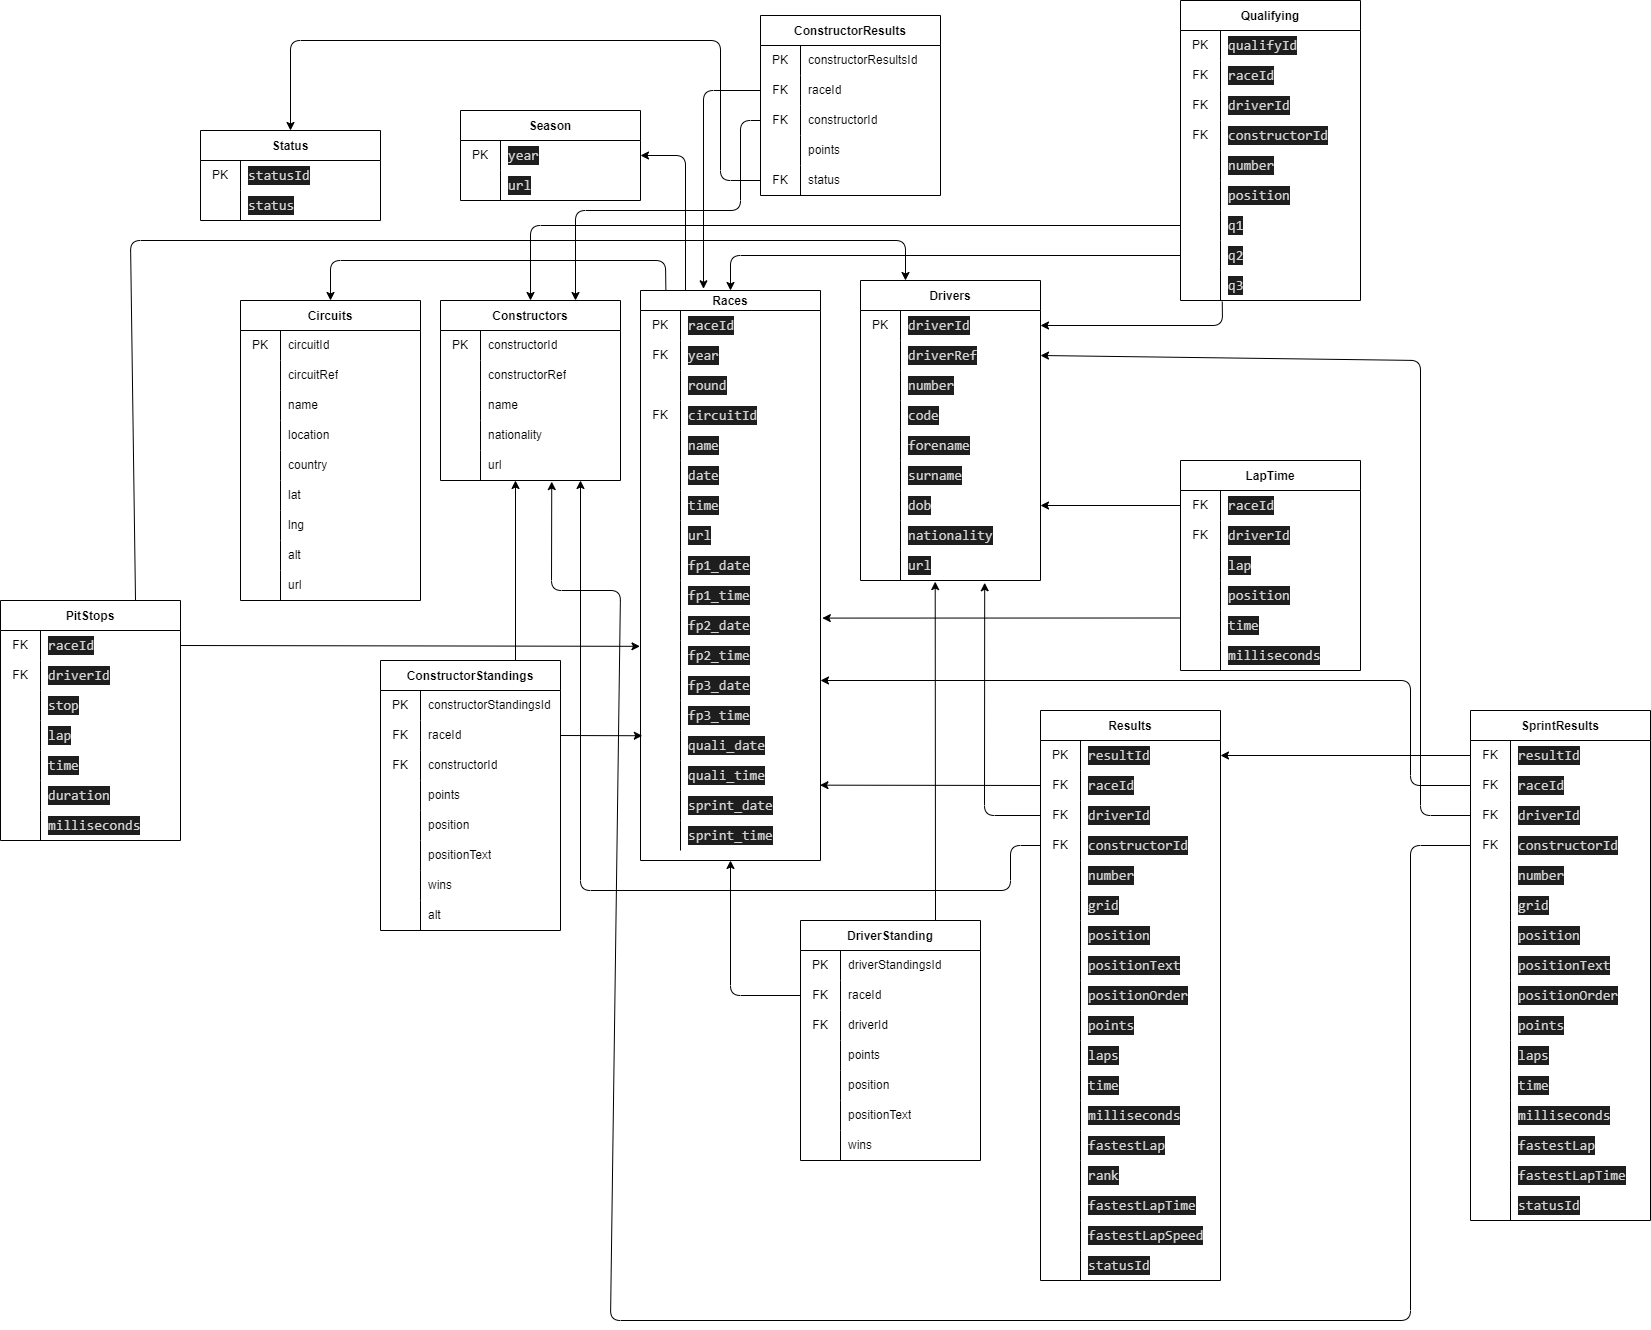 Qualifying
PK qualifyId
FK raceId
FK driverId
FK constructorId
number
position
q1
q2
q3
ConstructorResults
PK constructorResultsId
FK raceId
FK constructorId
points
FK status
Season
PK year
url
Status
PK statusId
status
Circuits
PK circuitId
circuitRef
name
location
country
lat
lng
alt
url
Constructors
PK constructorId
constructorRef
name
nationality
url
Races
PK raceId
FK year
round
FK circuitId
name
date
time
url
fp1_date
fp1_time
fp2_date
fp2_time
fp3_date
fp3_time
quali_date
quali_time
sprint_date
sprint_time
Drivers
PK driverId
driverRef
number
code
forename
surname
dob
nationality
url
LapTime
FK raceId
FK driverId
lap
position
time
milliseconds
PitStops
FK raceId
FK driverId
stop
lap
time
duration
milliseconds
ConstructorStandings
PK constructorStandingsId
FK raceId
FK constructorId
points
position
positionText
wins
alt
Results
PK resultId
FK raceId
FK driverId
FK constructorId
number
grid
position
positionText
positionOrder
points
laps
time
milliseconds
fastestLap
rank
fastestLapTime
fastestLapSpeed
statusId
SprintResults
FK resultId
FK raceId
FK driverId
FK constructorId
number
grid
position
positionText
positionOrder
points
laps
time
milliseconds
fastestLap
fastestLapTime
statusId
DriverStanding
PK driverStandingsId
FK raceId
FK driverId
points
position
positionText
wins